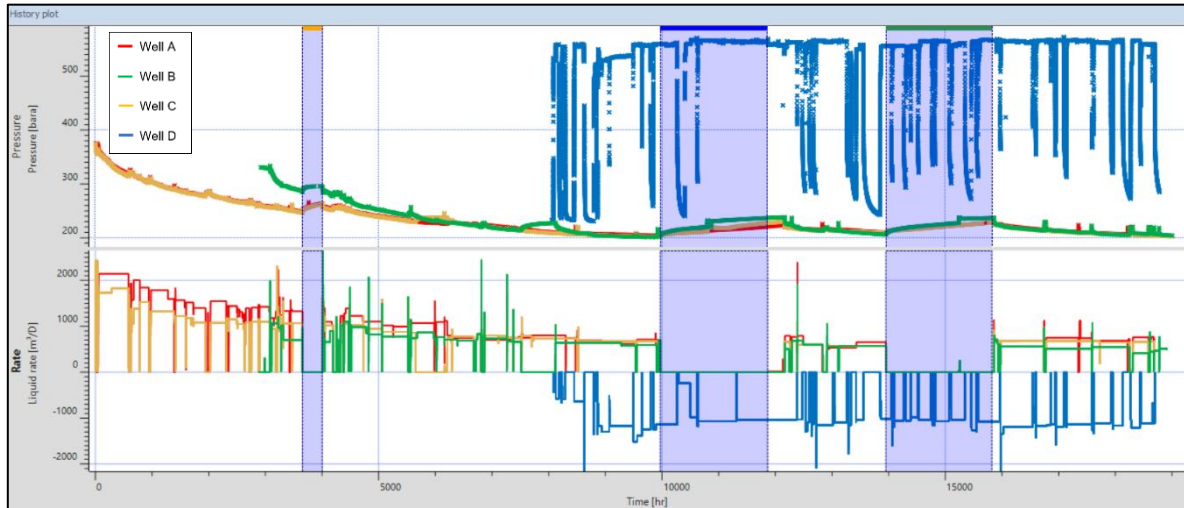 History plot
Well A
Well B
Well C
Well D
Pressure
Pressure [bara]
500
400
300
200
Rate
Liquid rate [m³/D]
2000
1000
0
-1000
-2000
0
5000
10000
15000
Time [hr]